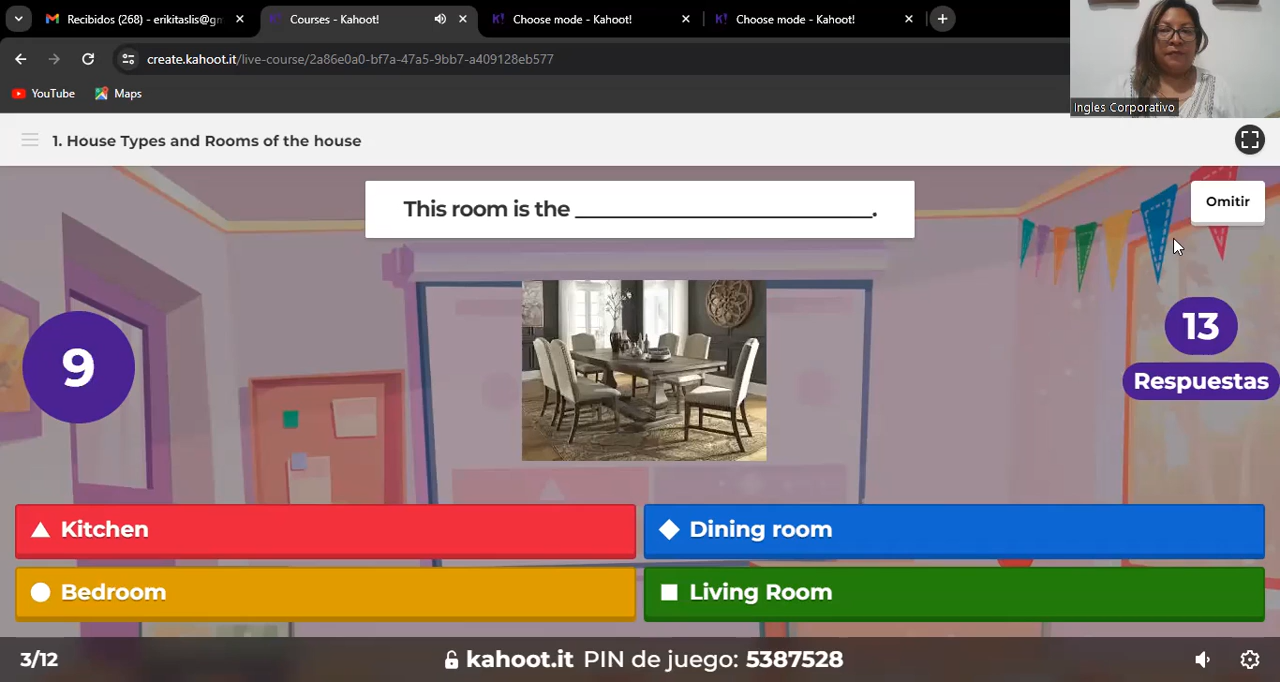 Recibidos (268) - erikitaslis@gm
Courses - Kahoot!
Choose mode - Kahoot!
Choose mode - Kahoot!
create.kahoot.it/live-course/2a86e0a0-bf7a-47a5-9bb7-a409128eb577
YouTube
Maps
Ingles Corporativo
1. House Types and Rooms of the house
This room is the ______________________.
Omitir
9
13
Respuestas
Kitchen
Dining room
Bedroom
Living Room
3/12
kahoot.it PIN de juego: 5387528